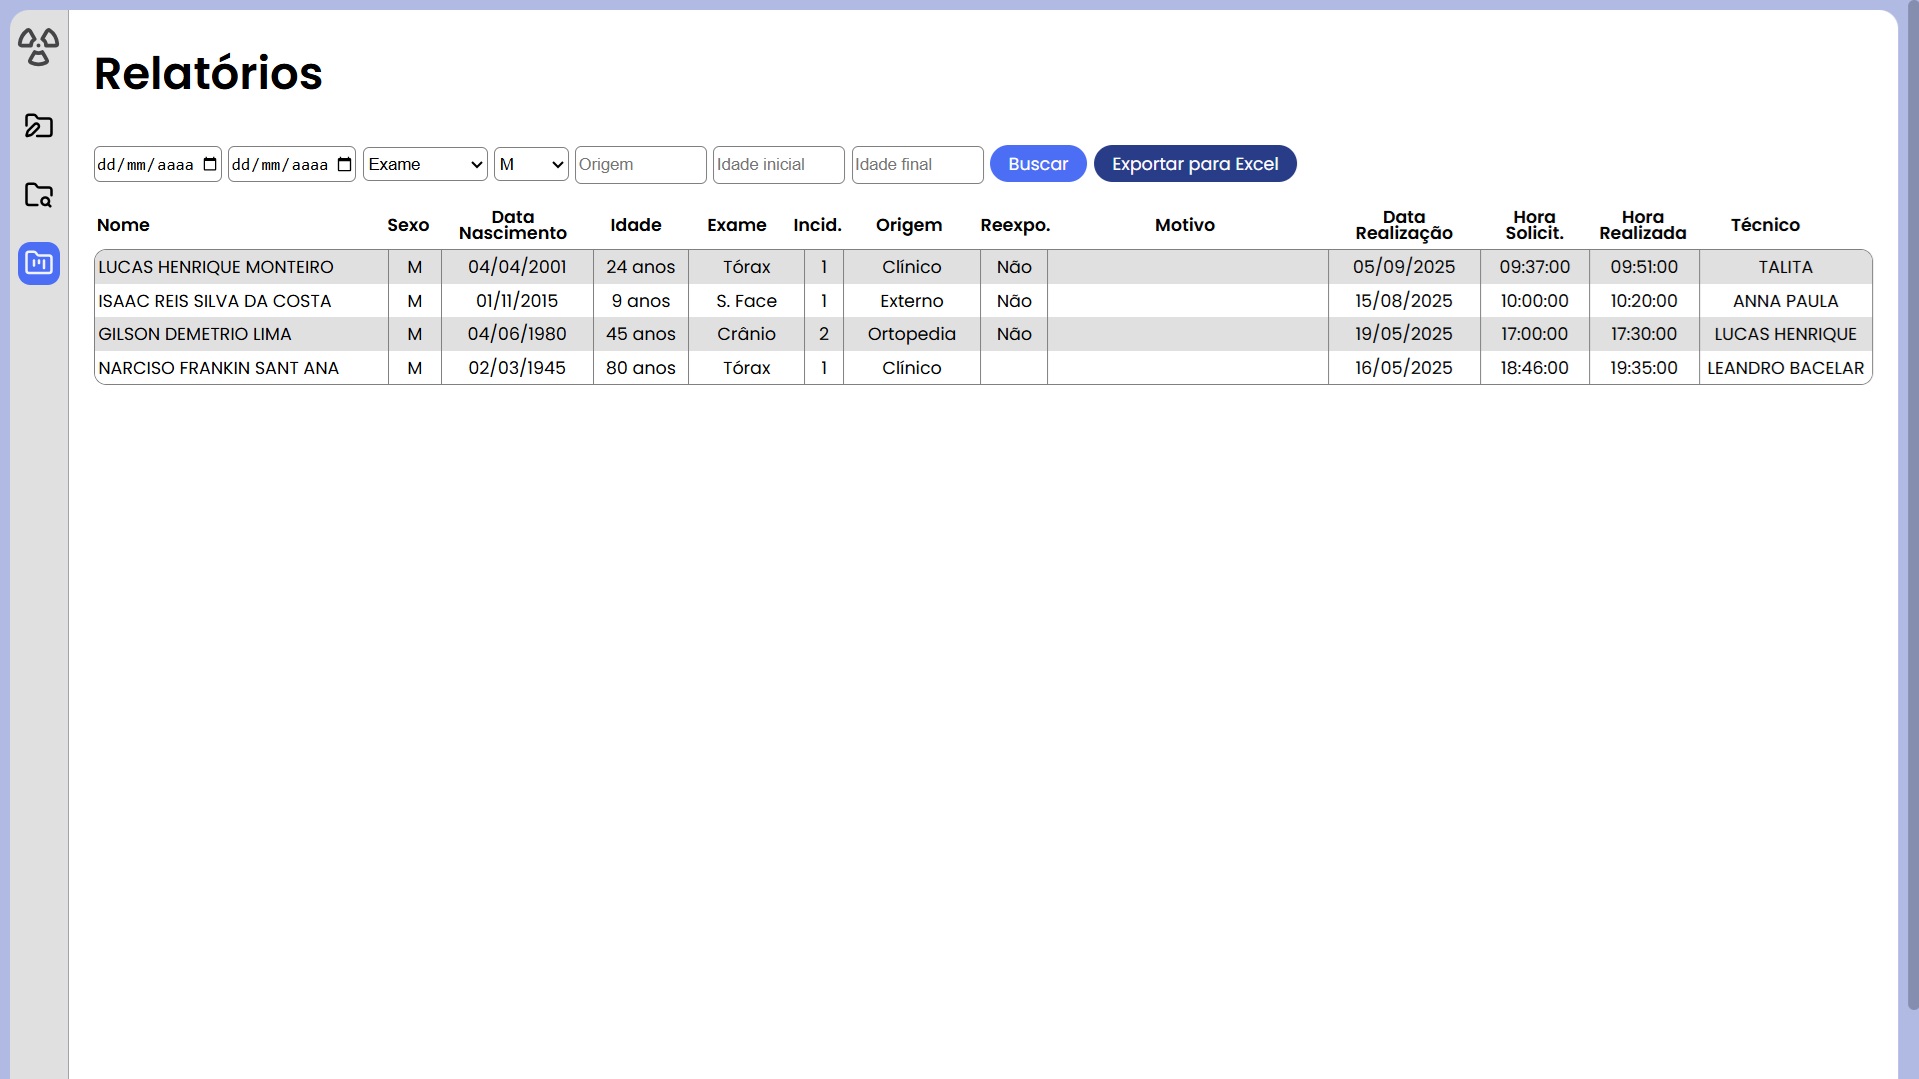 Relatórios
dd/mm/aaaa dd/mm/aaaa Exame M Origem Idade inicial Idade final Buscar Exportar para Excel
Nome Sexo Data Nascimento Idade Exame Incid. Origem Reexpo. Motivo Data Realização Hora Solicit. Hora Realizada Técnico
LUCAS HENRIQUE MONTEIRO M 04/04/2001 24 anos Tórax 1 Clínico Não 05/09/2025 09:37:00 09:51:00 TALITA
ISAAC REIS SILVA DA COSTA M 01/11/2015 9 anos S. Face 1 Externo Não 15/08/2025 10:00:00 10:20:00 ANNA PAULA
GILSON DEMETRIO LIMA M 04/06/1980 45 anos Crânio 2 Ortopedia Não 19/05/2025 17:00:00 17:30:00 LUCAS HENRIQUE
NARCISO FRANKIN SANT ANA M 02/03/1945 80 anos Tórax 1 Clínico 16/05/2025 18:46:00 19:35:00 LEANDRO BACELAR